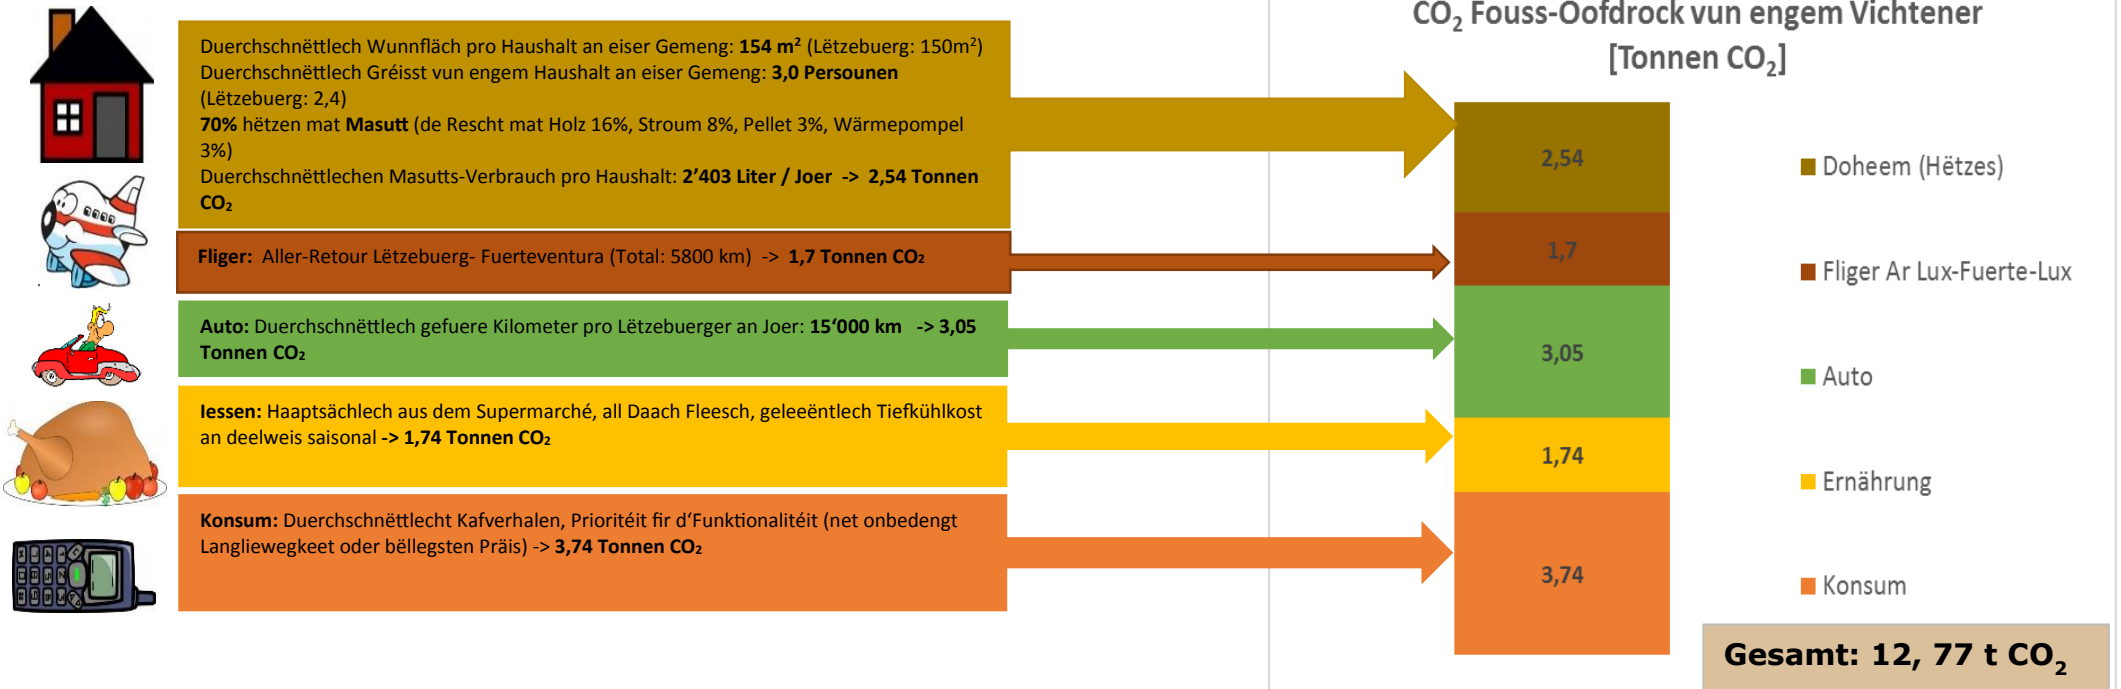 Duerchschnëttlech Wunnfläch pro Haushalt an eiser Gemeng: 154 m² (Lëtzebuerg: 150m²)
Duerchschnëttlech Gréisst vun engem Haushalt an eiser Gemeng: 3,0 Persounen
(Lëtzebuerg: 2,4)
70% hëtzen mat Masutt (de Rescht mat Holz 16%, Stroum 8%, Pellet 3%, Wärmepompel
3%)
Duerchschnëttlechen Masutts-Verbrauch pro Haushalt: 2’403 Liter / Joer -> 2,54 Tonnen
CO₂
Fliger: Aller-Retour Lëtzebuerg- Fuerteventura (Total: 5800 km) -> 1,7 Tonnen CO₂
Auto: Duerchschnëttlech gefuere Kilometer pro Lëtzebuerger an Joer: 15‘000 km -> 3,05
Tonnen CO₂
Iessen: Haaptsächlech aus dem Supermarché, all Daach Fleesch, geleeëntlech Tiefkühlkost
an deelweis saisonal -> 1,74 Tonnen CO₂
Konsum: Duerchschnëttlecht Kafverhalen, Prioritéit fir d‘Funktionalitéit (net onbedengt
Langliewegkeet oder bëllegsten Präis) -> 3,74 Tonnen CO₂
CO₂ Fouss-Oofdrock vun engem Vichtener
[Tonnen CO₂]
2,54
1,7
3,05
1,74
3,74
Doheem (Hëtzes)
Fliger Ar Lux-Fuerte-Lux
Auto
Ernährung
Konsum
Gesamt: 12, 77 t CO₂